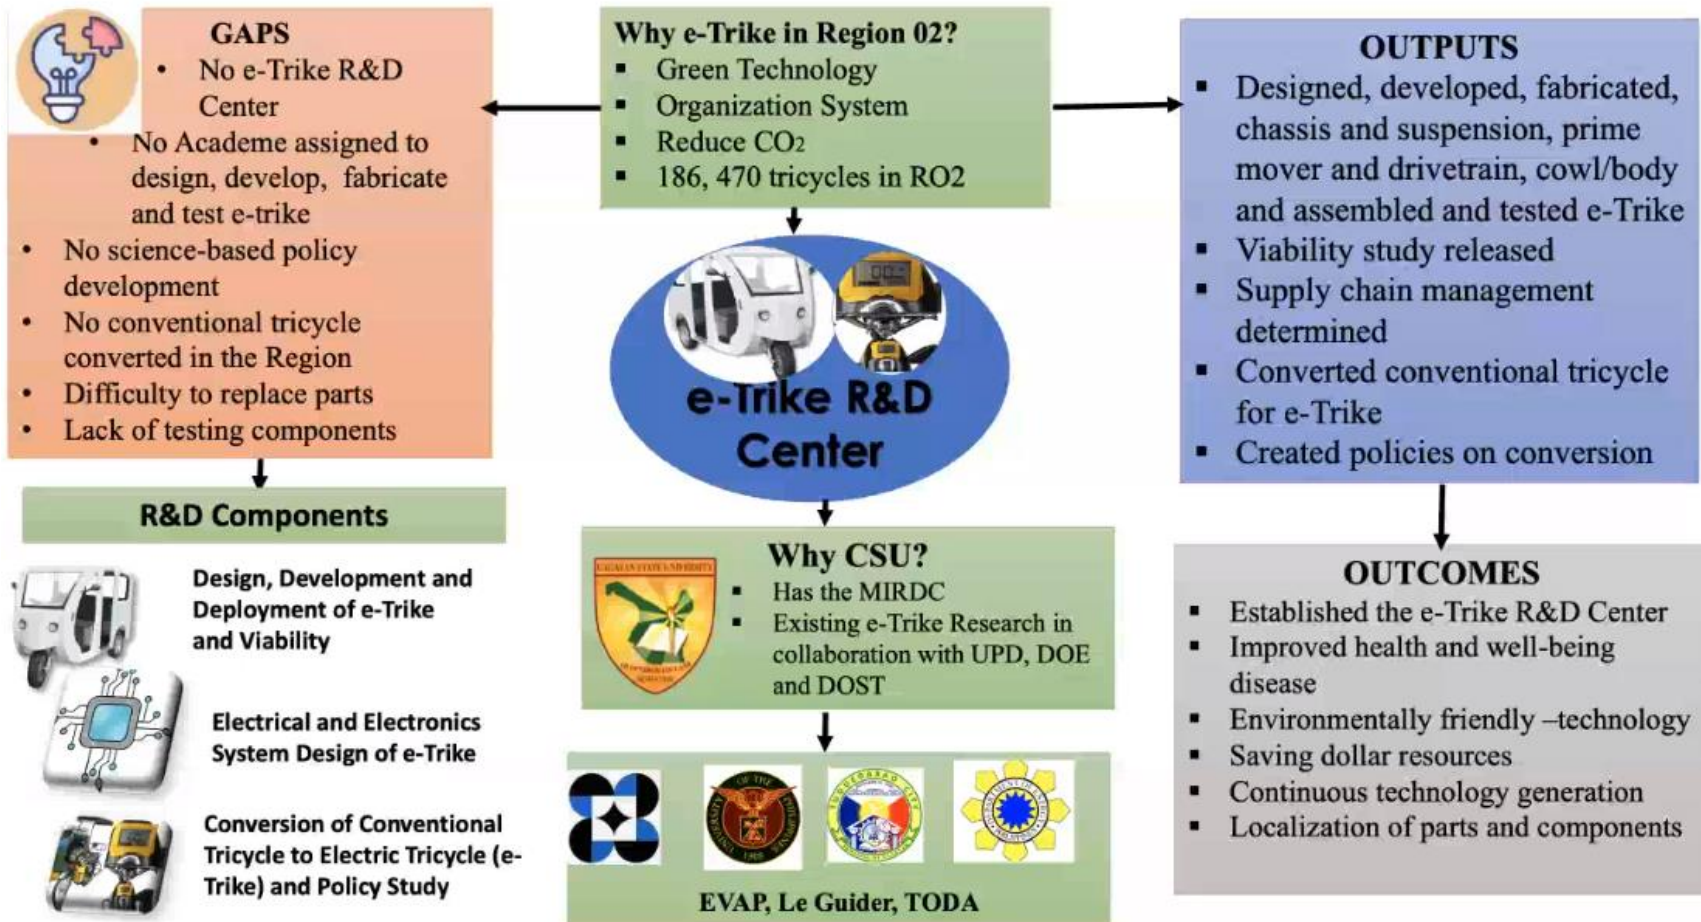 GAPS
• No e-Trike R&D
Center
• No Academe assigned to
design, develop, fabricate
and test e-trike
• No science-based policy
development
• No conventional tricycle
converted in the Region
• Difficulty to replace parts
• Lack of testing components
R&D Components
Design, Development and
Deployment of e-Trike
and Viability
Electrical and Electronics
System Design of e-Trike
Conversion of Conventional
Tricycle to Electric Tricycle (e-
Trike) and Policy Study
Why e-Trike in Region 02?
▪ Green Technology
▪ Organization System
▪ Reduce CO2
▪ 186, 470 tricycles in RO2
e-Trike R&D
Center
Why CSU?
CAGAYAN STATE UNIVERSITY
▪ Has the MIRDC
▪ Existing e-Trike Research in
collaboration with UPD, DOE
and DOST
UNIVERSITY OF THE PHILIPPINES
1908
EVAP, Le Guider, TODA
OUTPUTS
▪ Designed, developed, fabricated,
chassis and suspension, prime
mover and drivetrain, cowl/body
and assembled and tested e-Trike
▪ Viability study released
▪ Supply chain management
determined
▪ Converted conventional tricycle
for e-Trike
▪ Created policies on conversion
OUTCOMES
▪ Established the e-Trike R&D Center
▪ Improved health and well-being
disease
▪ Environmentally friendly –technology
▪ Saving dollar resources
▪ Continuous technology generation
▪ Localization of parts and components